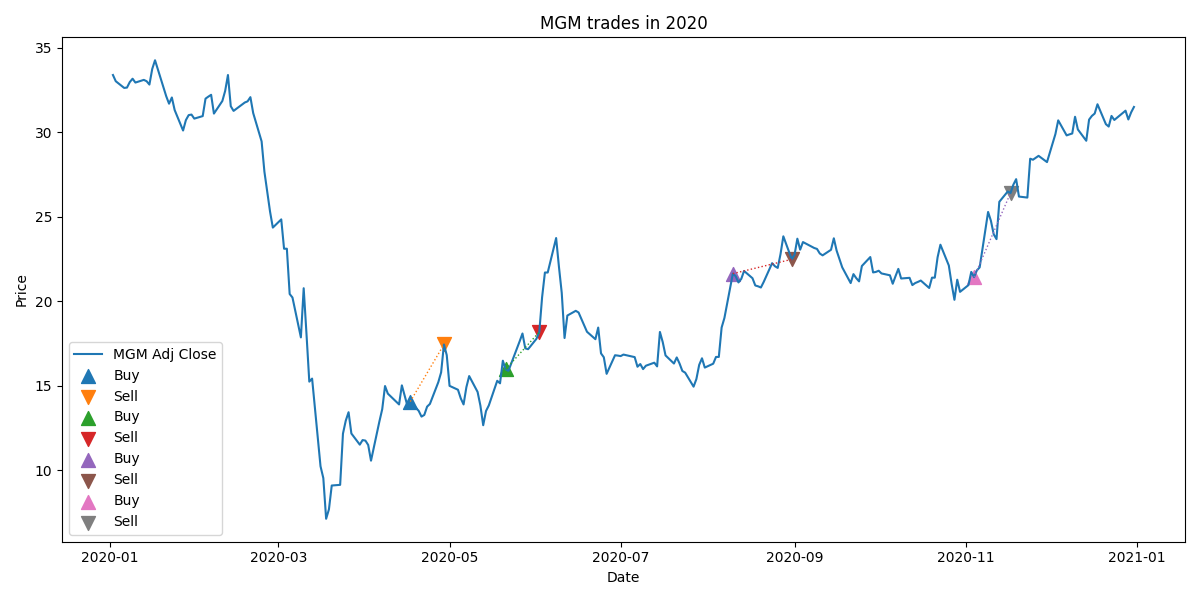 MGM trades in 2020
Price
35
30
25
20
15
10
MGM Adj Close
Buy
Sell
Buy
Sell
Buy
Sell
Buy
Sell
2020-01
2020-03
2020-05
2020-07
2020-09
2020-11
2021-01
Date